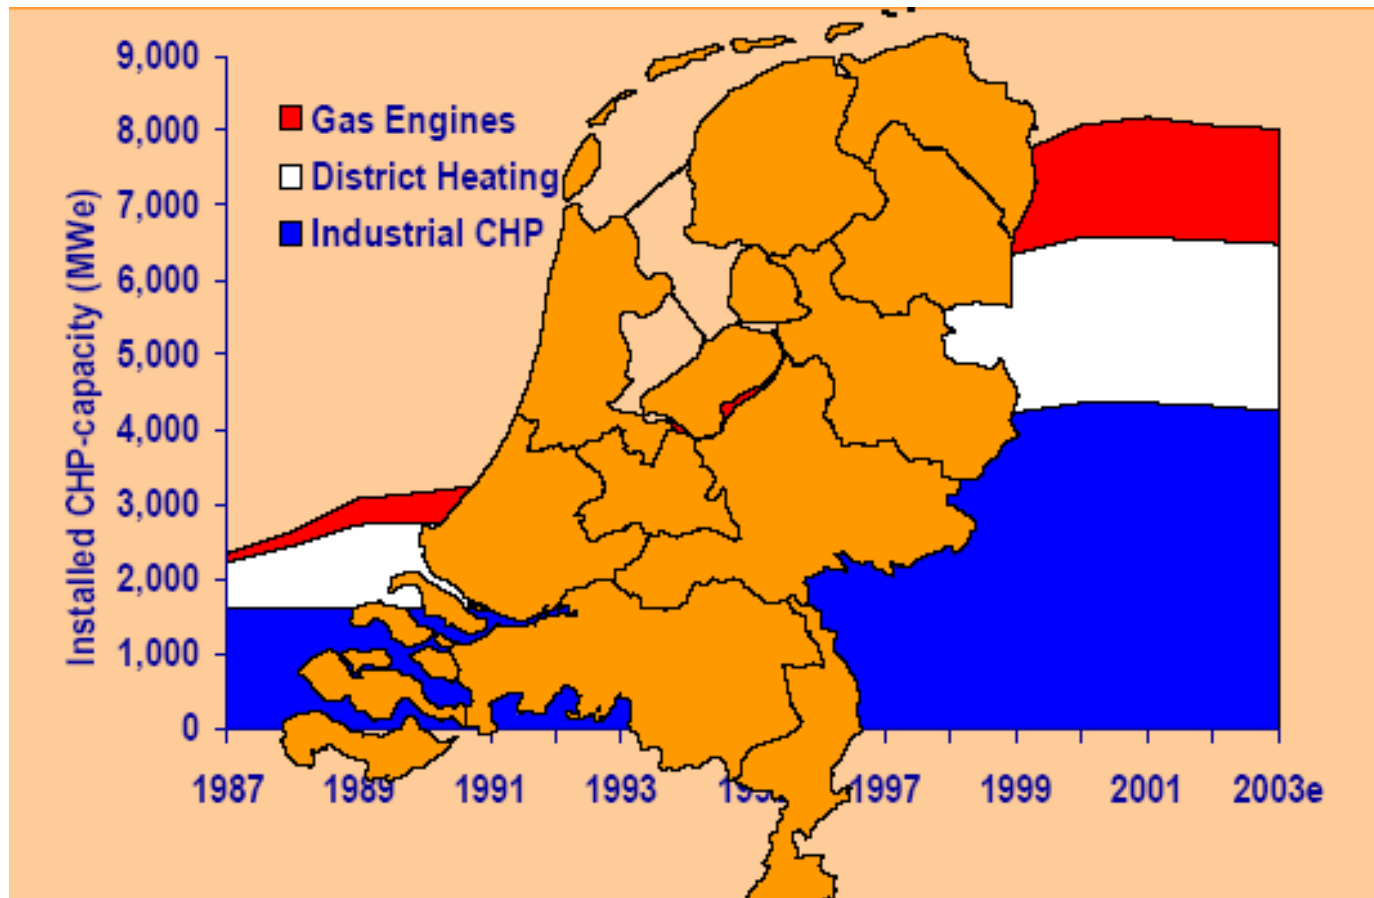 Installed CHP-capacity (MWe)
9,000
8,000
7,000
6,000
5,000
4,000
3,000
2,000
1,000
0
Gas Engines
District Heating
Industrial CHP
1987 1989 1991 1993 1997 1999 2001 2003e